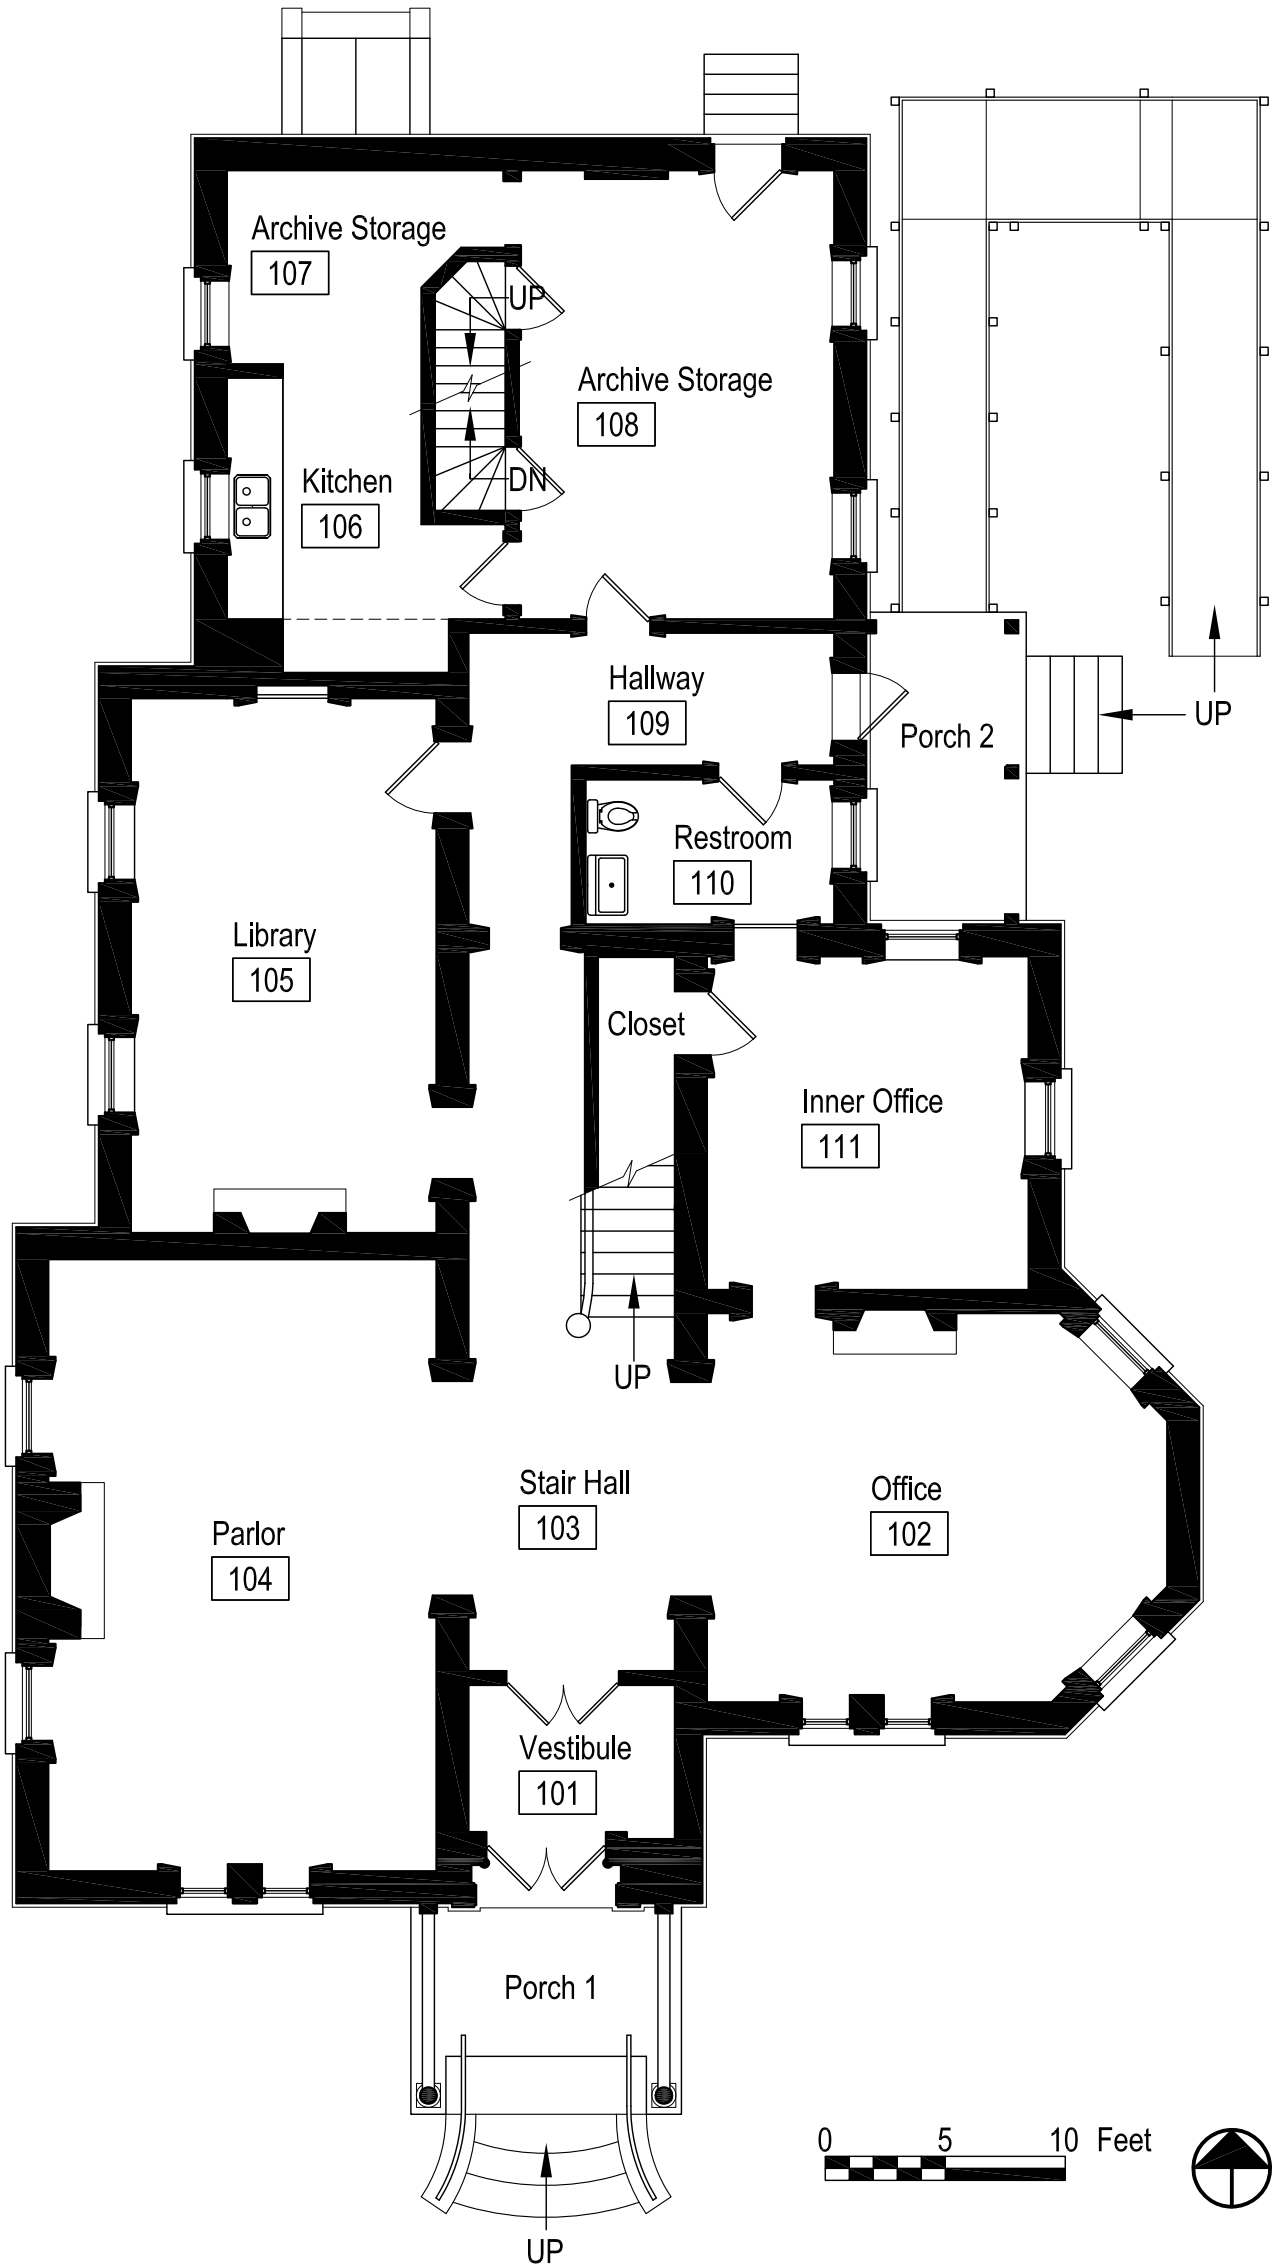 Archive Storage
107
UP
Archive Storage
108
Kitchen
106
DN
Hallway
109
Porch 2
UP
Restroom
110
Library
105
Closet
Inner Office
111
UP
Stair Hall
103
Office
102
Parlor
104
Vestibule
101
Porch 1
0 5 10 Feet
UP